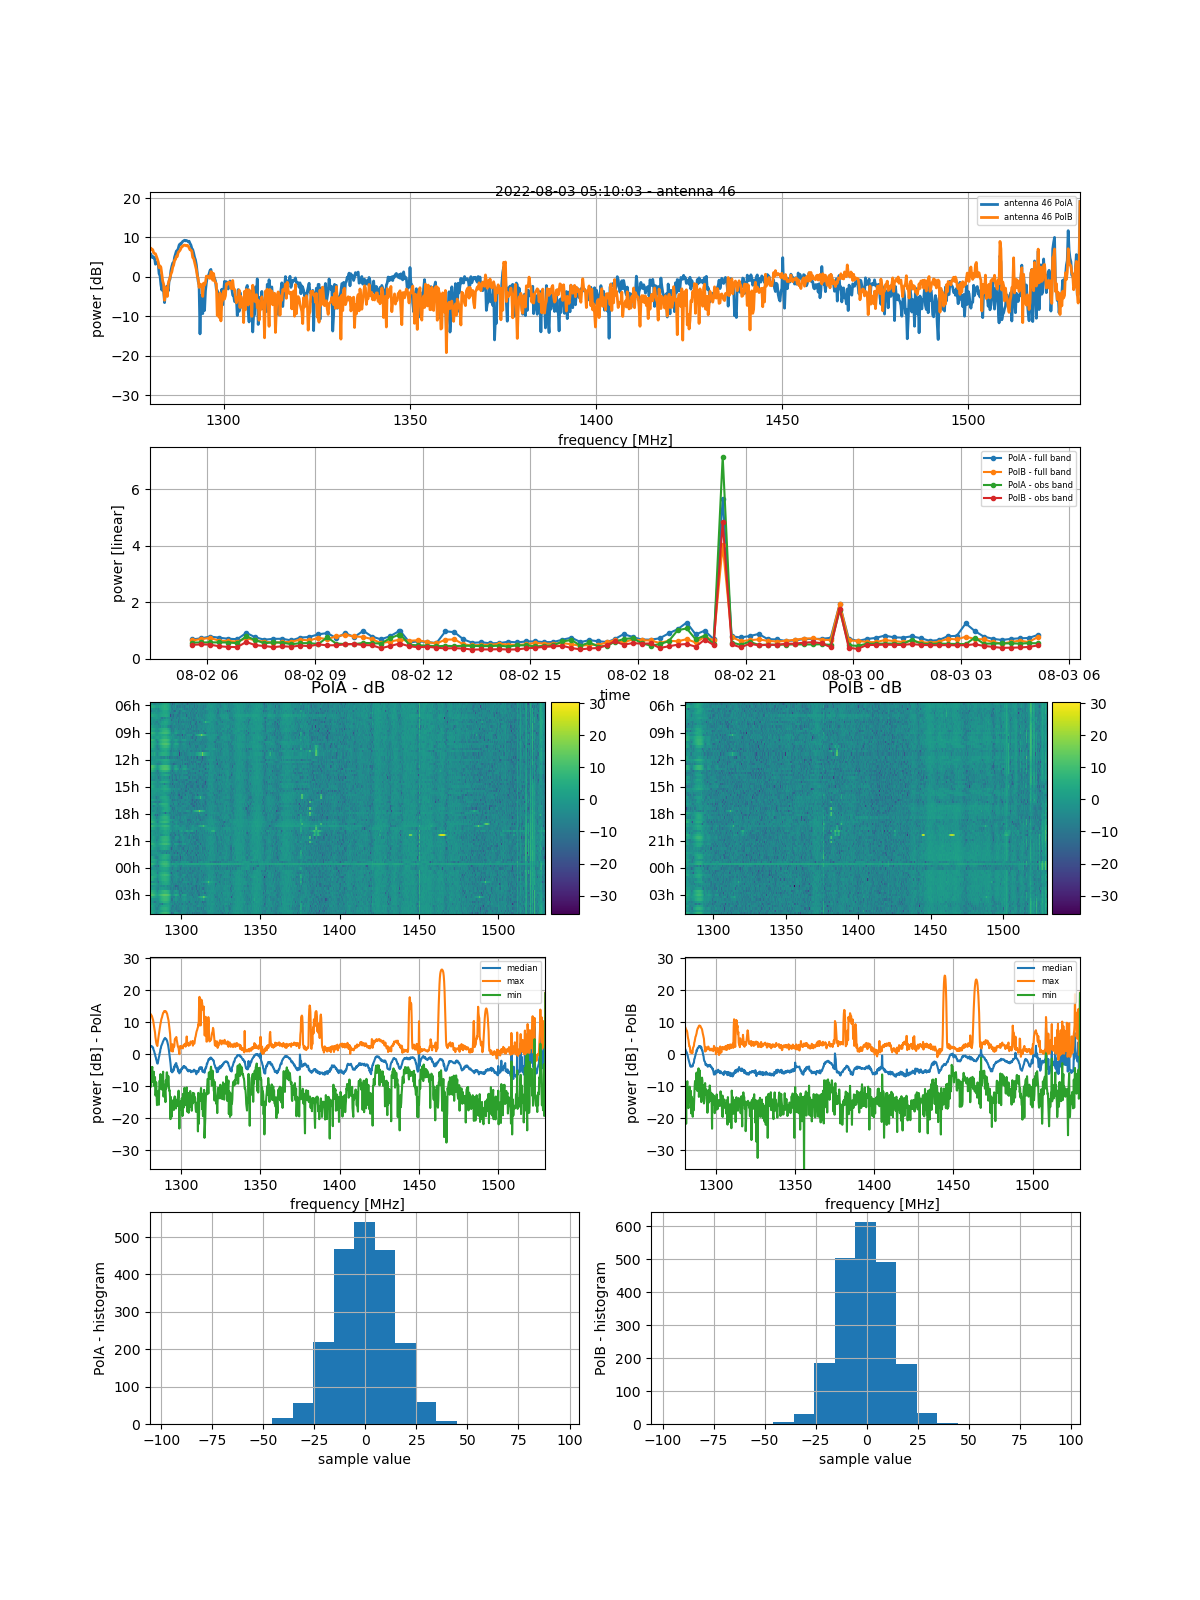 2022-08-03 05:10:03 - antenna 46
power [dB]
20
10
0
−10
−20
−30
antenna 46 PolA
antenna 46 PolB
1300 1350 1400 1450 1500
frequency [MHz]
power [linear]
6
4
2
0
PolA - full band
PolB - full band
PolA - obs band
PolB - obs band
08-02 06 08-02 09 08-02 12 08-02 15 08-02 18 08-02 21 08-03 00 08-03 03 08-03 06
time
PolA - dB
06h
09h
12h
15h
18h
21h
00h
03h
1300 1350 1400 1450 1500
30
20
10
0
−10
−20
−30
PolB - dB
06h
09h
12h
15h
18h
21h
00h
03h
1300 1350 1400 1450 1500
30
20
10
0
−10
−20
−30
power [dB] - PolA
30
20
10
0
−10
−20
−30
median
max
min
1300 1350 1400 1450 1500
frequency [MHz]
power [dB] - PolB
30
20
10
0
−10
−20
−30
median
max
min
1300 1350 1400 1450 1500
frequency [MHz]
PolA - histogram
500
400
300
200
100
0
−100 −75 −50 −25 0 25 50 75 100
sample value
PolB - histogram
600
500
400
300
200
100
0
−100 −75 −50 −25 0 25 50 75 100
sample value